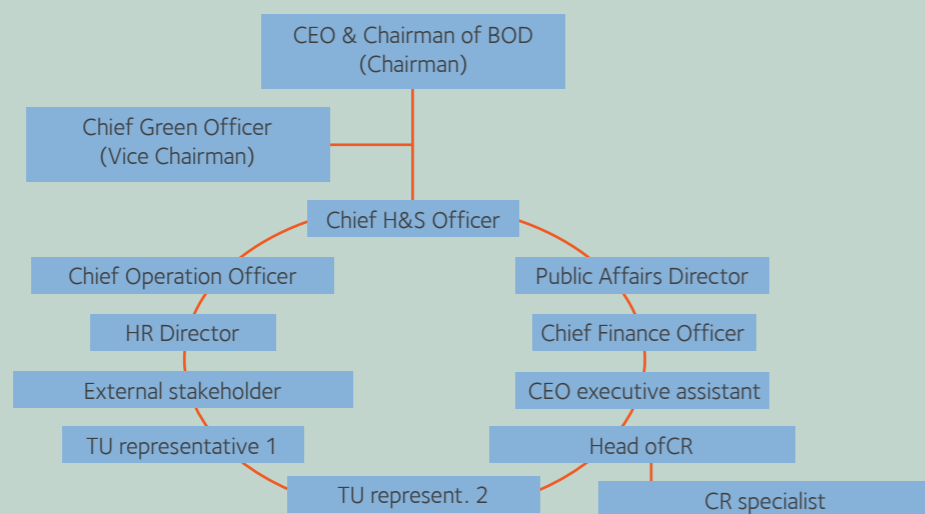 CEO & Chairman of BOD
(Chairman)
Chief Green Officer
(Vice Chairman)
Chief H&S Officer
Chief Operation Officer
Public Affairs Director
HR Director
Chief Finance Officer
External stakeholder
CEO executive assistant
TU representative 1
Head ofCR
TU represent. 2
CR specialist